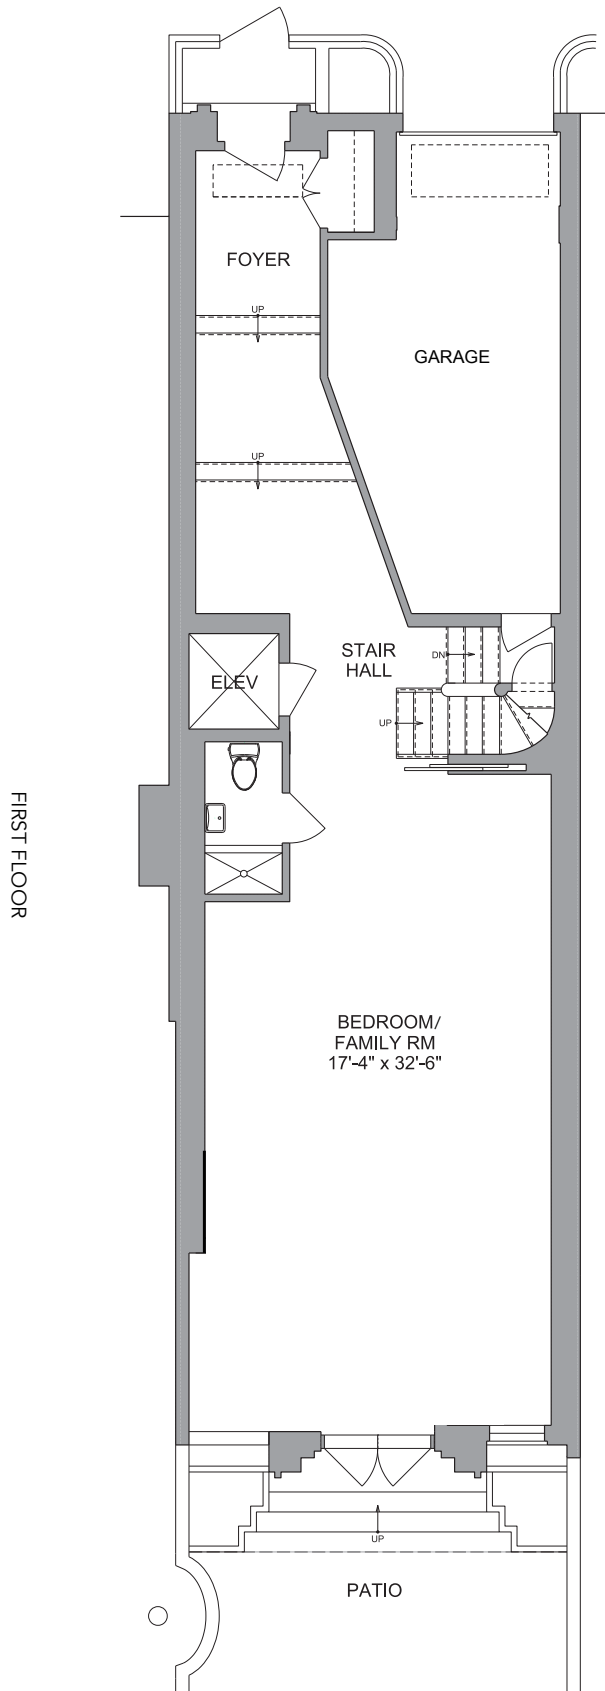 FOYER
UP
GARAGE
UP
STAIR
HALL
DN
ELEV
UP
FIRST FLOOR
BEDROOM/
FAMILY RM
17'-4" x 32'-6"
UP
PATIO